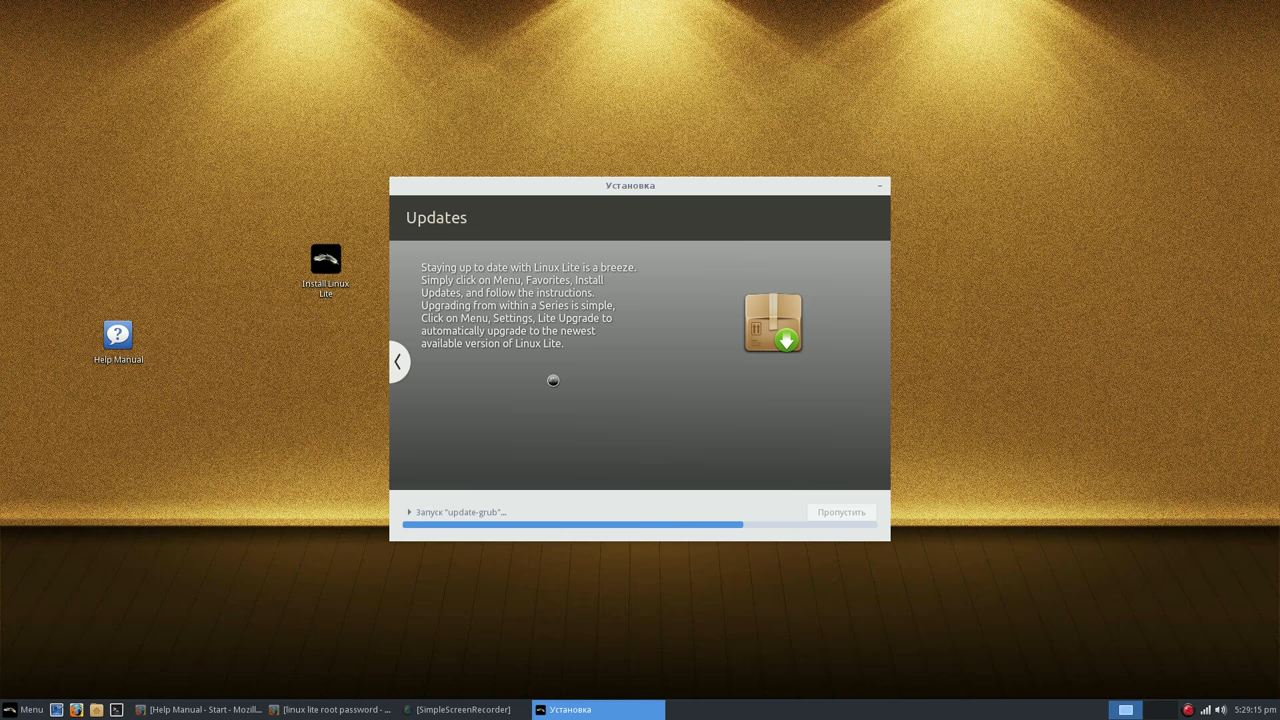 Установка
Updates
Staying up to date with Linux Lite is a breeze.
Simply click on Menu, Favorites, Install
Updates, and follow the instructions.
Upgrading from within a Series is simple,
Click on Menu, Settings, Lite Upgrade to
automatically upgrade to the newest
available version of Linux Lite.
Install Linux
Lite
Help Manual
Запуск "update-grub"...
Пропустить
Menu
[Help Manual - Start - Mozill...
[linux lite root password - ...
[SimpleScreenRecorder]
Установка
5:29:15 pm